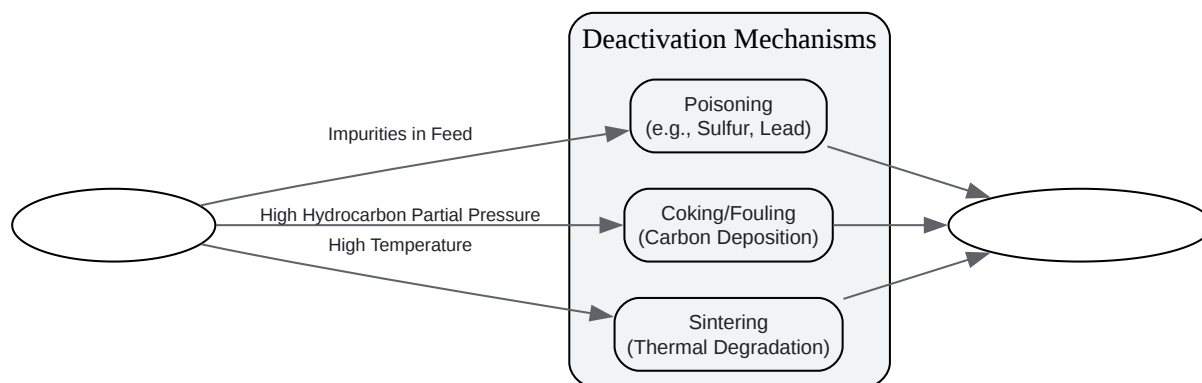 Deactivation Mechanisms
Poisoning
(e.g., Sulfur, Lead)
Impurities in Feed
High Hydrocarbon Partial Pressure
Coking/Fouling
(Carbon Deposition)
High Temperature
Sintering
(Thermal Degradation)